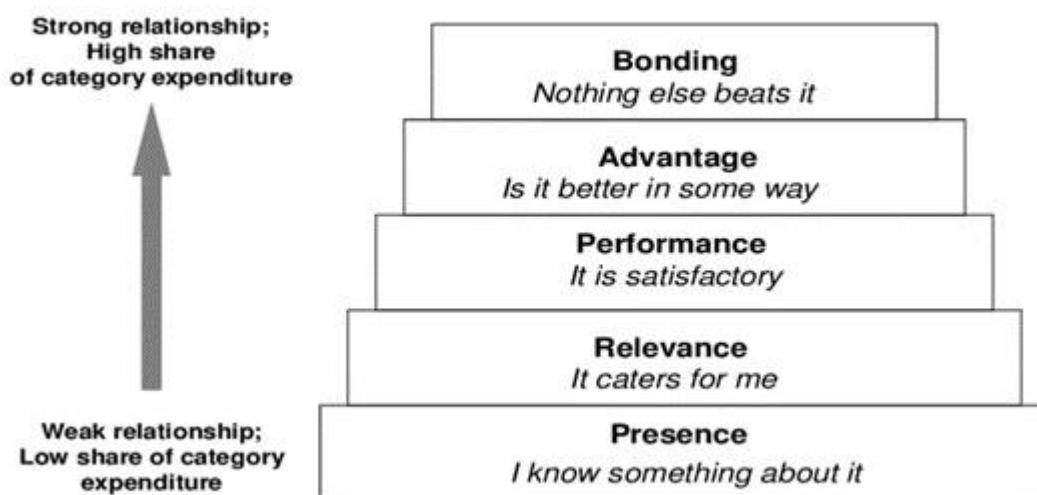 Strong relationship;
High share
of category expenditure
Bonding
Nothing else beats it
Advantage
Is it better in some way
Performance
It is satisfactory
Relevance
It caters for me
Weak relationship;
Low share of category
expenditure
Presence
I know something about it